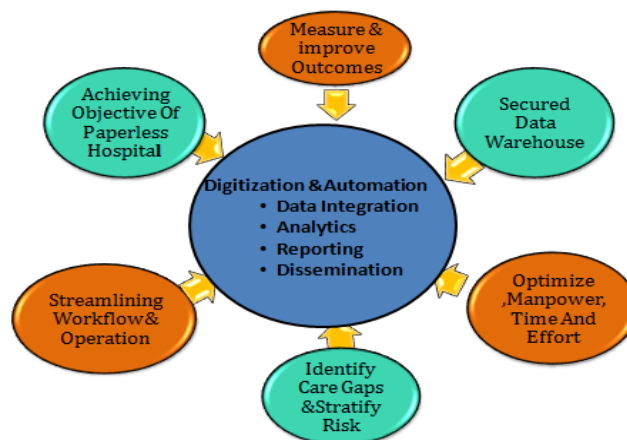 Measure &
improve
Outcomes
Achieving
Objective Of
Paperless
Hospital
Secured
Data
Warehouse
Digitization &Automation
• Data Integration
• Analytics
• Reporting
• Dissemination
Streamlining
Workflow&
Operation
Optimize
,Manpower,
Time And
Effort
Identify
Care Gaps
&Stratify
Risk